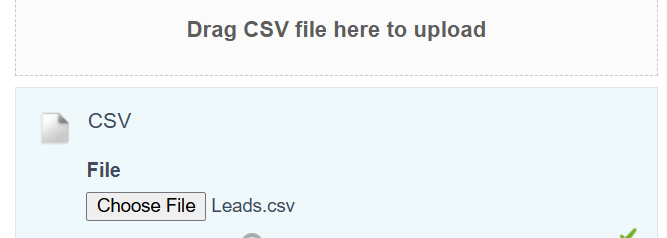 Drag CSV file here to upload
CSV
File
Choose File Leads.csv